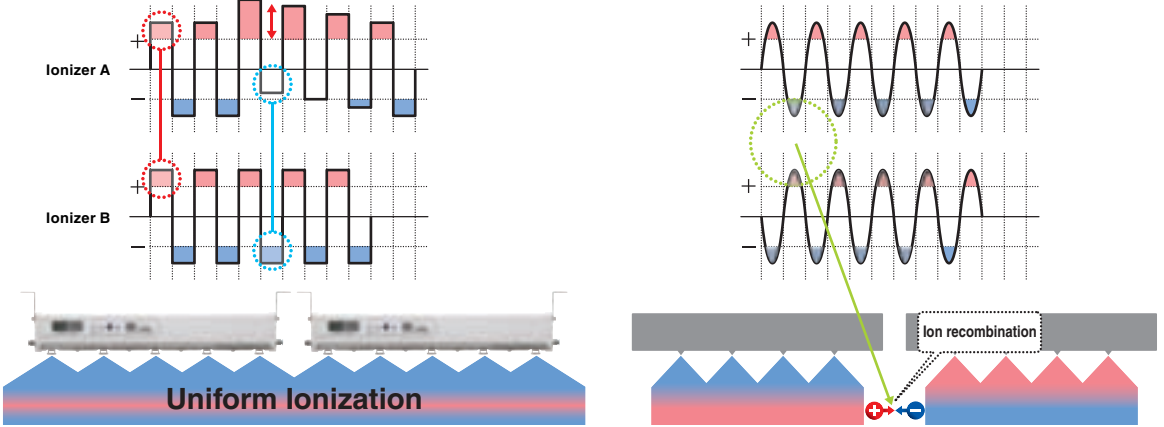 +
Ionizer A
−
+
Ionizer B
−
+
−
+
−
Ion recombination
Uniform Ionization
+ −